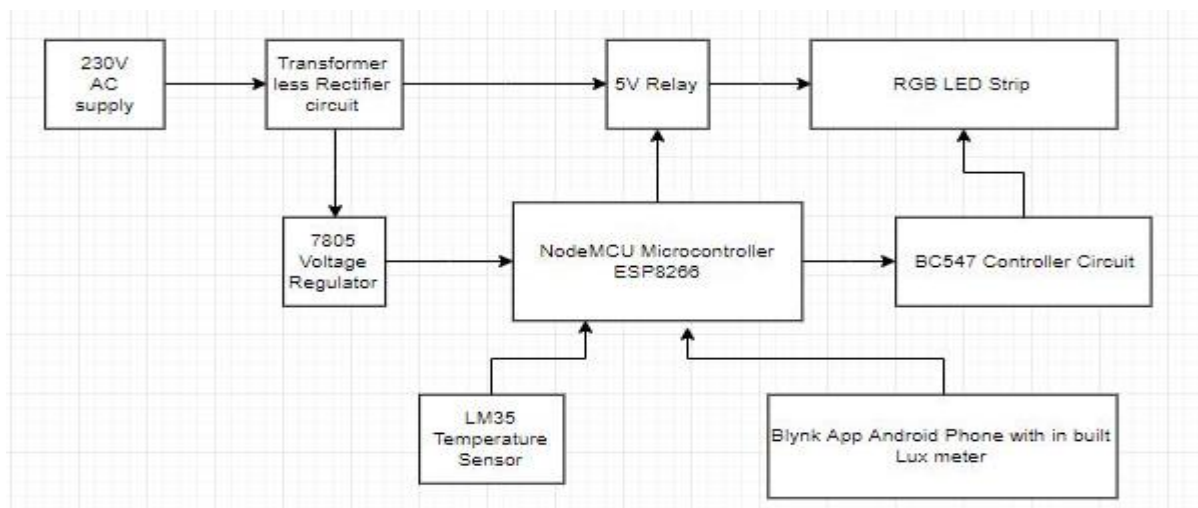 230V
AC
supply
Transformer
less Rectifier
circuit
5V Relay
RGB LED Strip
7805
Voltage
Regulator
NodeMCU Microcontroller
ESP8266
BC547 Controller Circuit
LM35
Temperature
Sensor
Blynk App Android Phone with in built
Lux meter